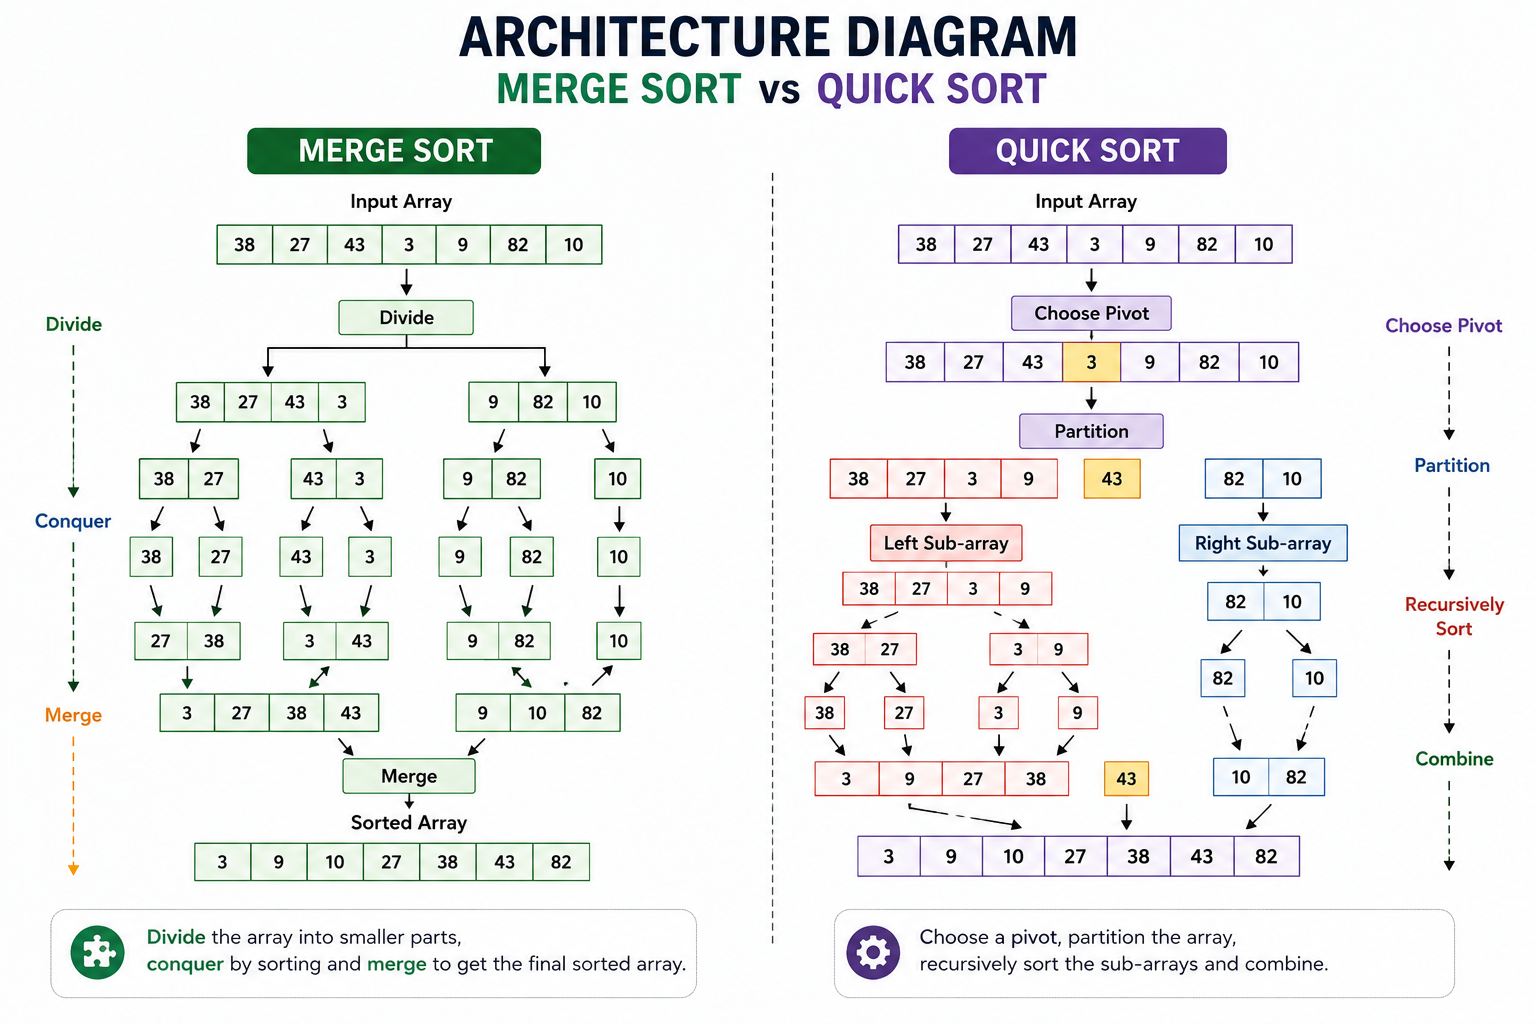 ARCHITECTURE DIAGRAM
MERGE SORT vs QUICK SORT
MERGE SORT
Input Array
38 27 43 3 9 82 10
Divide
Divide
38 27 43 3 9 82 10
38 27 43 3 9 82 10
Conquer
38 27 43 3 9 82 10
27 38 3 43 9 82 10
Merge
3 27 38 43 9 10 82
Merge
Sorted Array
3 9 10 27 38 43 82
Divide the array into smaller parts,
conquer by sorting and merge to get the final sorted array.
QUICK SORT
Input Array
38 27 43 3 9 82 10
Choose Pivot
Choose Pivot
38 27 43 3 9 82 10
Partition
Partition
38 27 3 9 43 82 10
Left Sub-array Right Sub-array
38 27 3 9 82 10
Recursively
Sort
38 27 3 9 82 10
38 27 3 9
Combine
3 9 27 38 43 10 82
3 9 10 27 38 43 82
Choose a pivot, partition the array,
recursively sort the sub-arrays and combine.